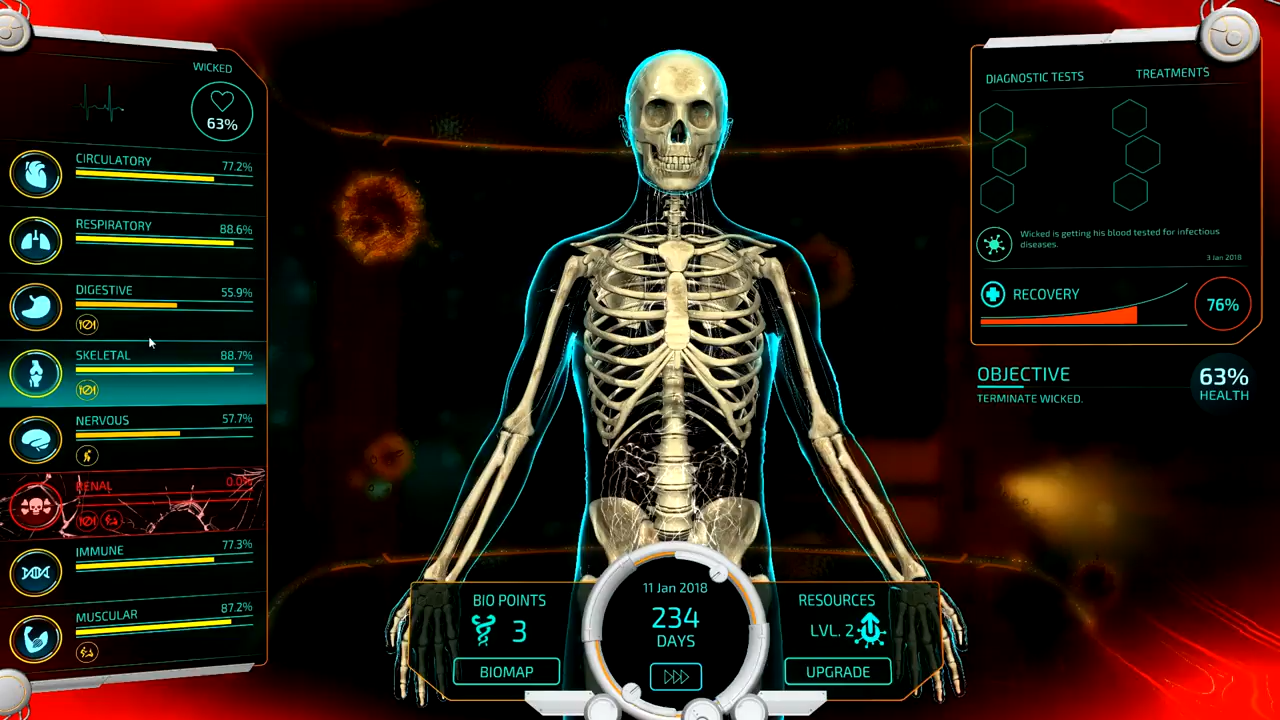 WICKED
63%
CIRCULATORY
77.2%
RESPIRATORY
88.6%
DIGESTIVE
55.9%
SKELETAL
88.7%
NERVOUS
57.7%
RENAL
0.0%
IMMUNE
77.3%
MUSCULAR
87.2%
DIAGNOSTIC TESTS
TREATMENTS
Wicked is getting his blood tested for infectious
diseases.
3 Jan 2018
RECOVERY
76%
OBJECTIVE
TERMINATE WICKED.
63%
HEALTH
BIO POINTS
3
BIOMAP
11 Jan 2018
234
DAYS
RESOURCES
LVL. 2
UPGRADE